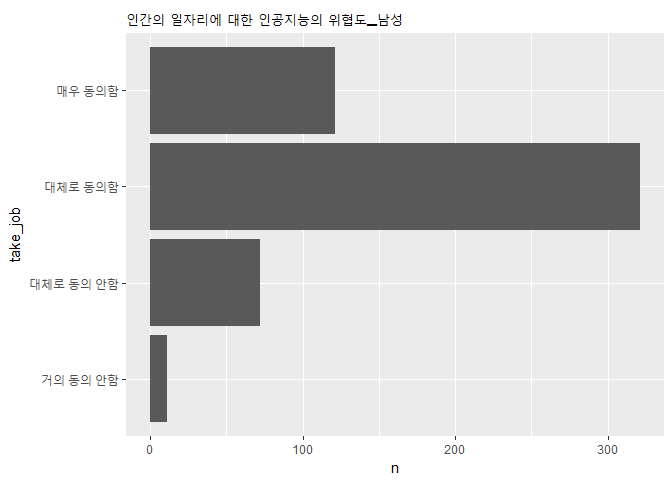 인간의 일자리에 대한 인공지능의 위협도_남성
매우 동의함
대체로 동의함
대체로 동의 안함
거의 동의 안함
take_job
0 100 200 300
n